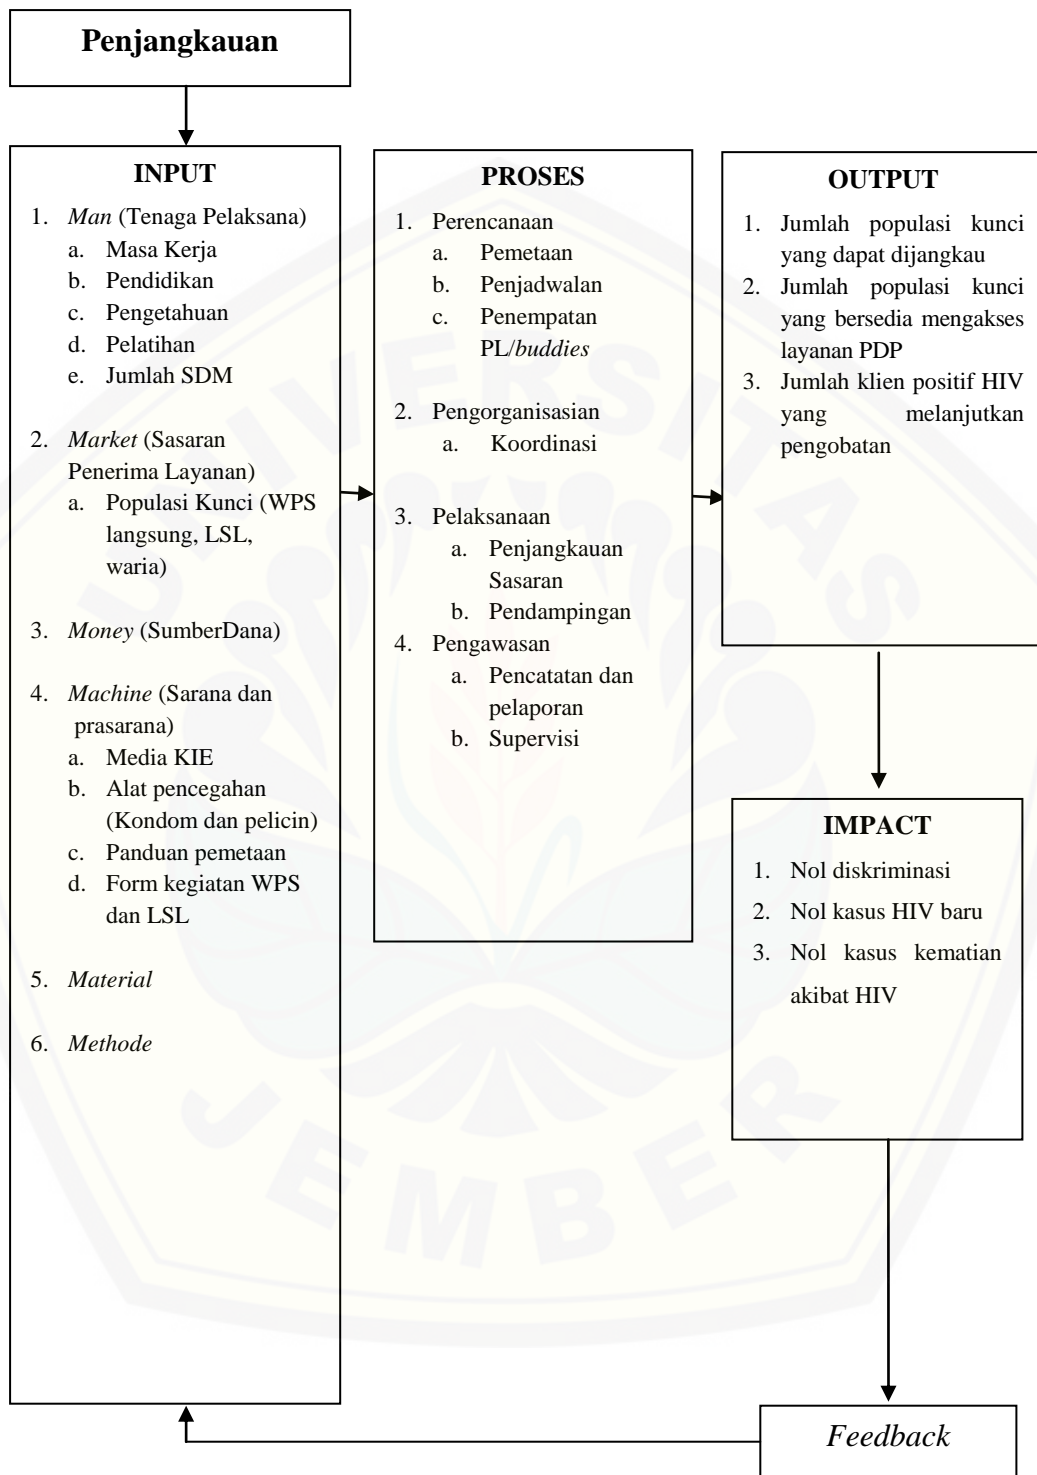 Penjangkauan
INPUT
1. Man (Tenaga Pelaksana)
a. Masa Kerja
b. Pendidikan
c. Pengetahuan
d. Pelatihan
e. Jumlah SDM
2. Market (Sasaran
Penerima Layanan)
a. Populasi Kunci (WPS
langsung, LSL,
waria)
3. Money (SumberDana)
4. Machine (Sarana dan
prasarana)
a. Media KIE
b. Alat pencegahan
(Kondom dan pelicin)
c. Panduan pemetaan
d. Form kegiatan WPS
dan LSL
5. Material
6. Methode
PROSES
1. Perencanaan
a. Pemetaan
b. Penjadwalan
c. Penempatan
PL/buddies
2. Pengorganisasian
a. Koordinasi
3. Pelaksanaan
a. Penjangkauan
Sasaran
b. Pendampingan
4. Pengawasan
a. Pencatatan dan
pelaporan
b. Supervisi
OUTPUT
1. Jumlah populasi kunci
yang dapat dijangkau
2. Jumlah populasi kunci
yang bersedia mengakses
layanan PDP
3. Jumlah klien positif HIV
yang melanjutkan
pengobatan
IMPACT
1. Nol diskriminasi
2. Nol kasus HIV baru
3. Nol kasus kematian
akibat HIV
Feedback
UNIVERSITAS
JEMBER